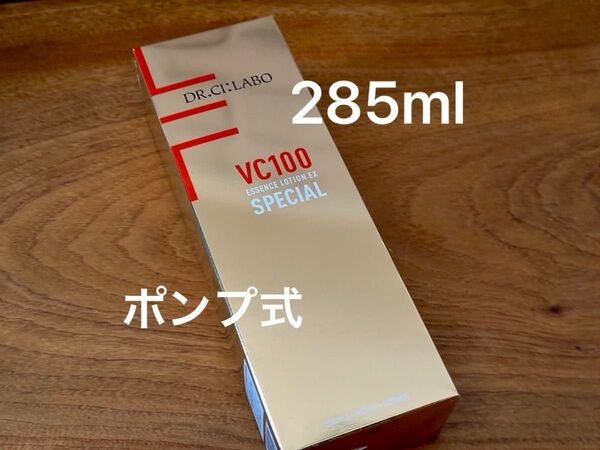 DR.CI:LABO
285ml
VC100
ESSENCE LOTION EX
SPECIAL
ポンプ式